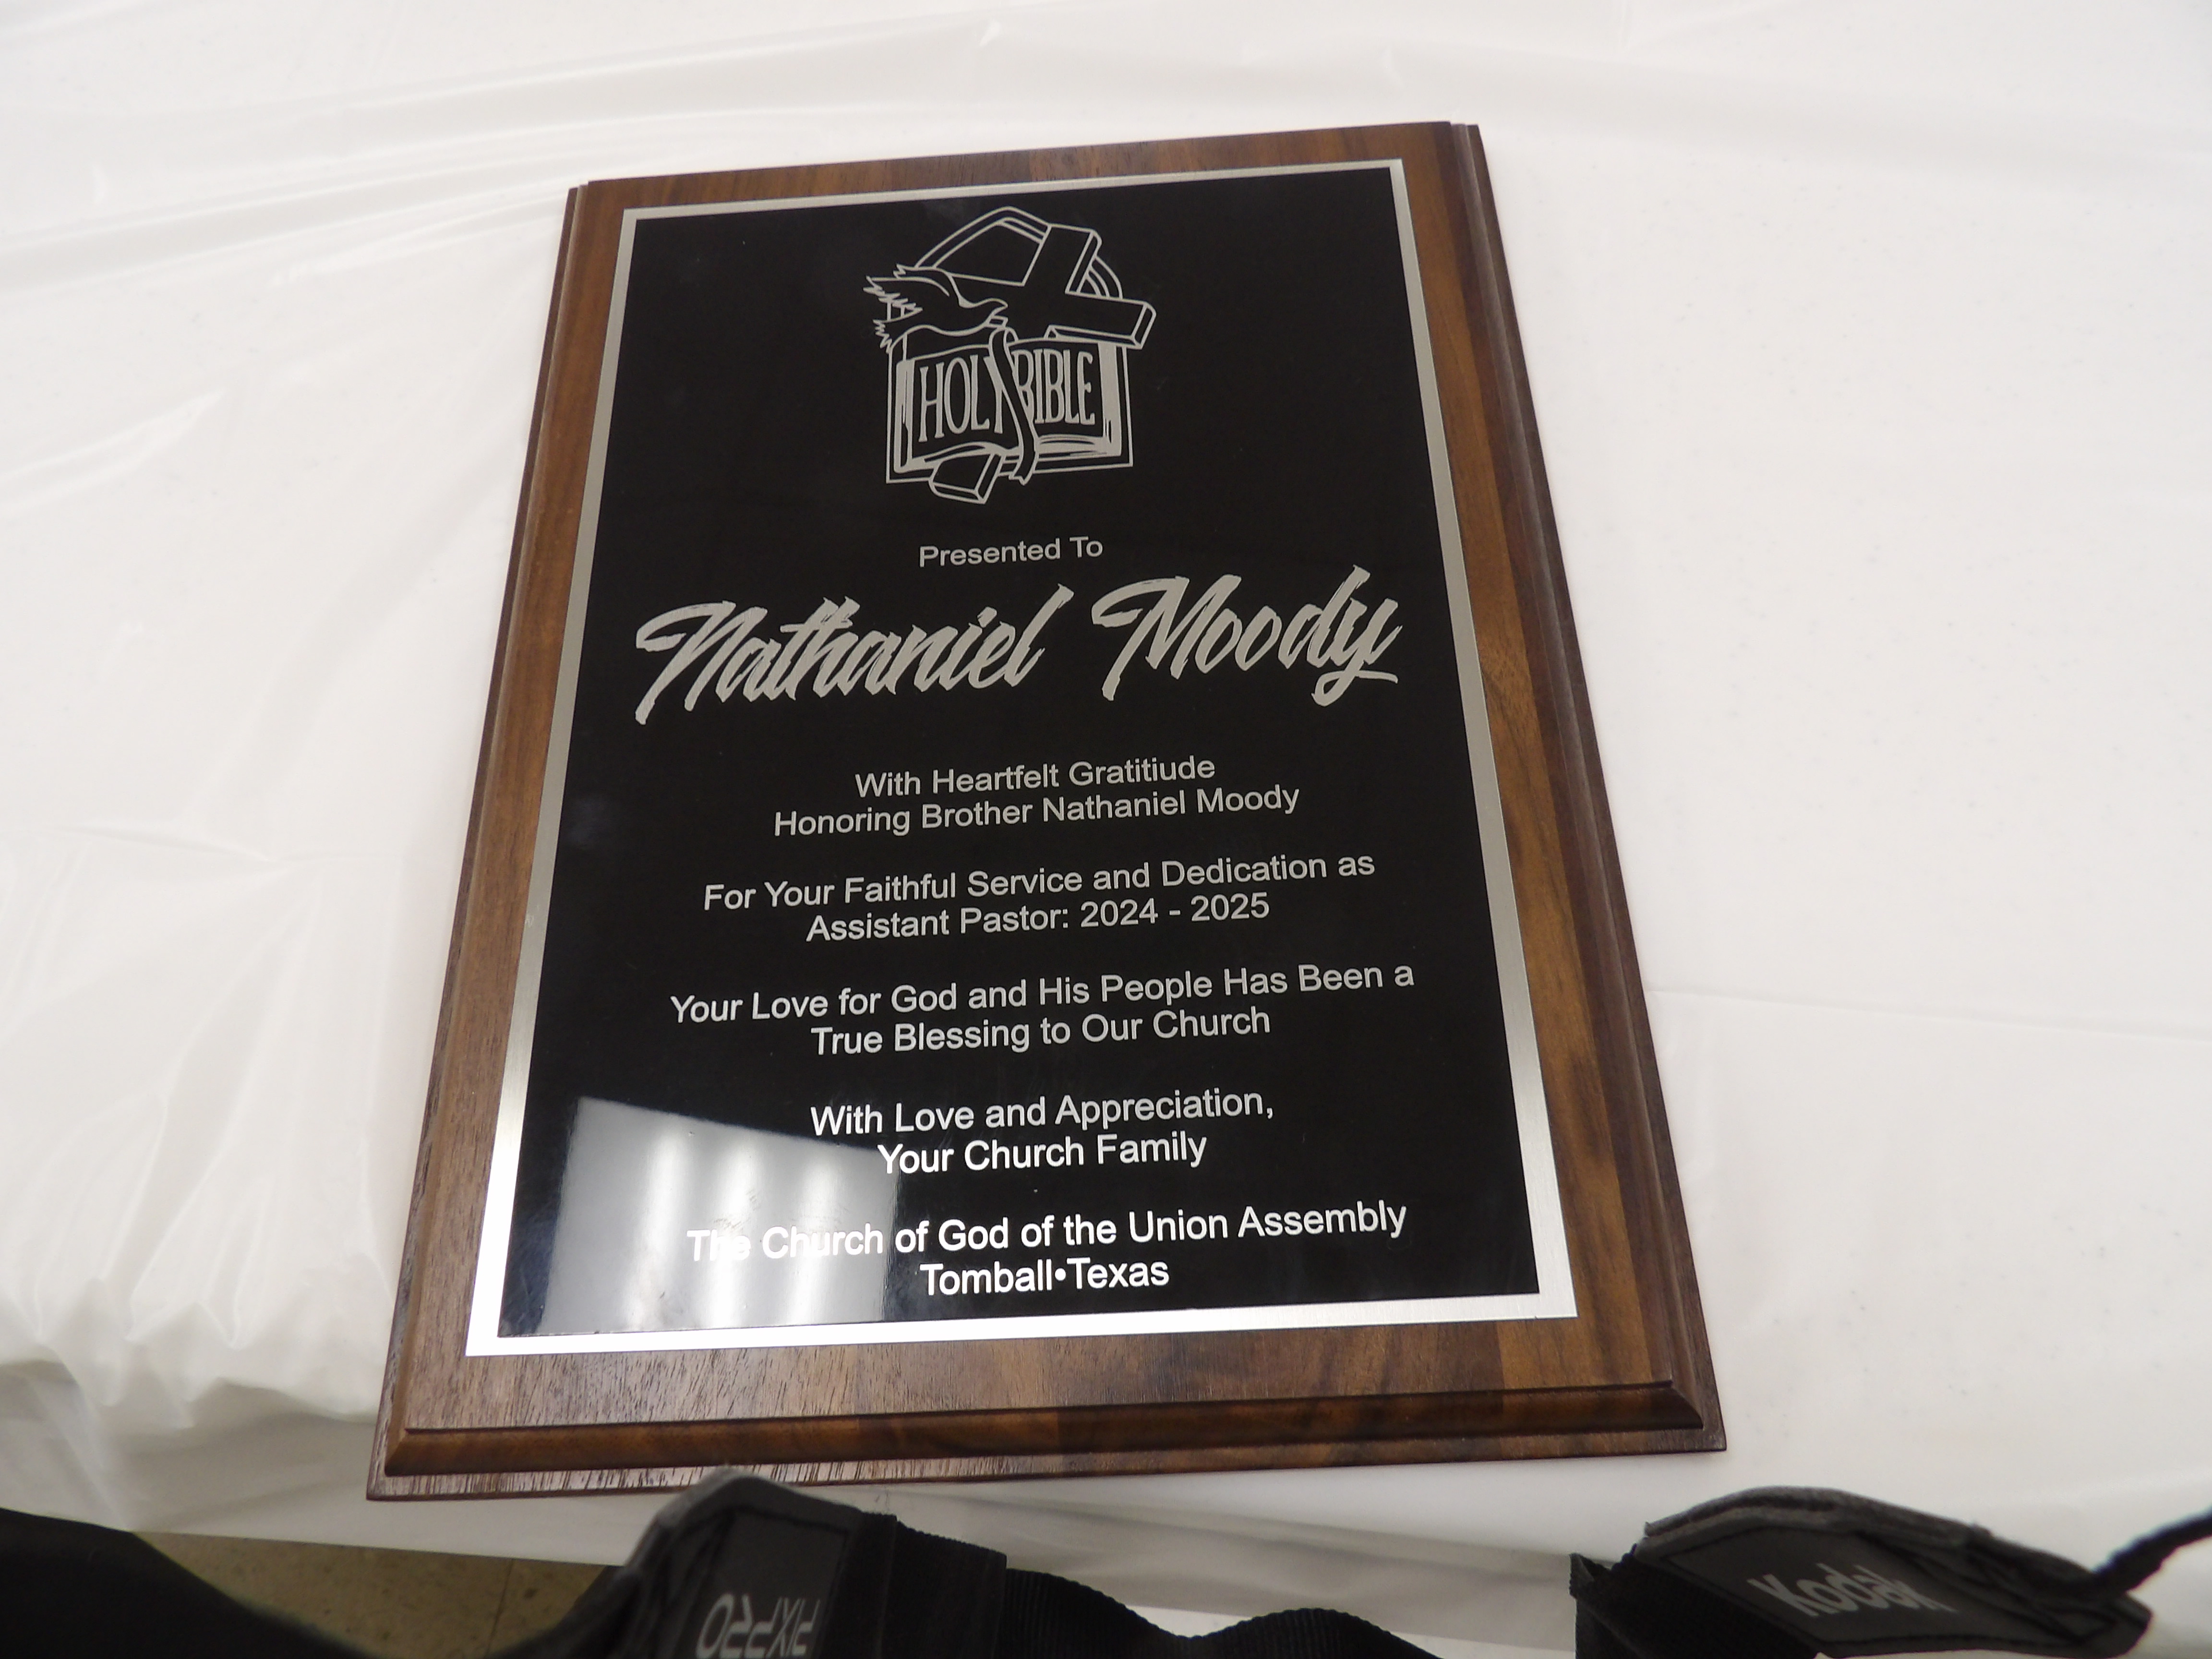 HOLY BIBLE
Presented To
Nathaniel Moody
With Heartfelt Gratitiude
Honoring Brother Nathaniel Moody
For Your Faithful Service and Dedication as
Assistant Pastor: 2024 - 2025
Your Love for God and His People Has Been a
True Blessing to Our Church
With Love and Appreciation,
Your Church Family
The Church of God of the Union Assembly
Tomball•Texas
PIXPRO
Kodak